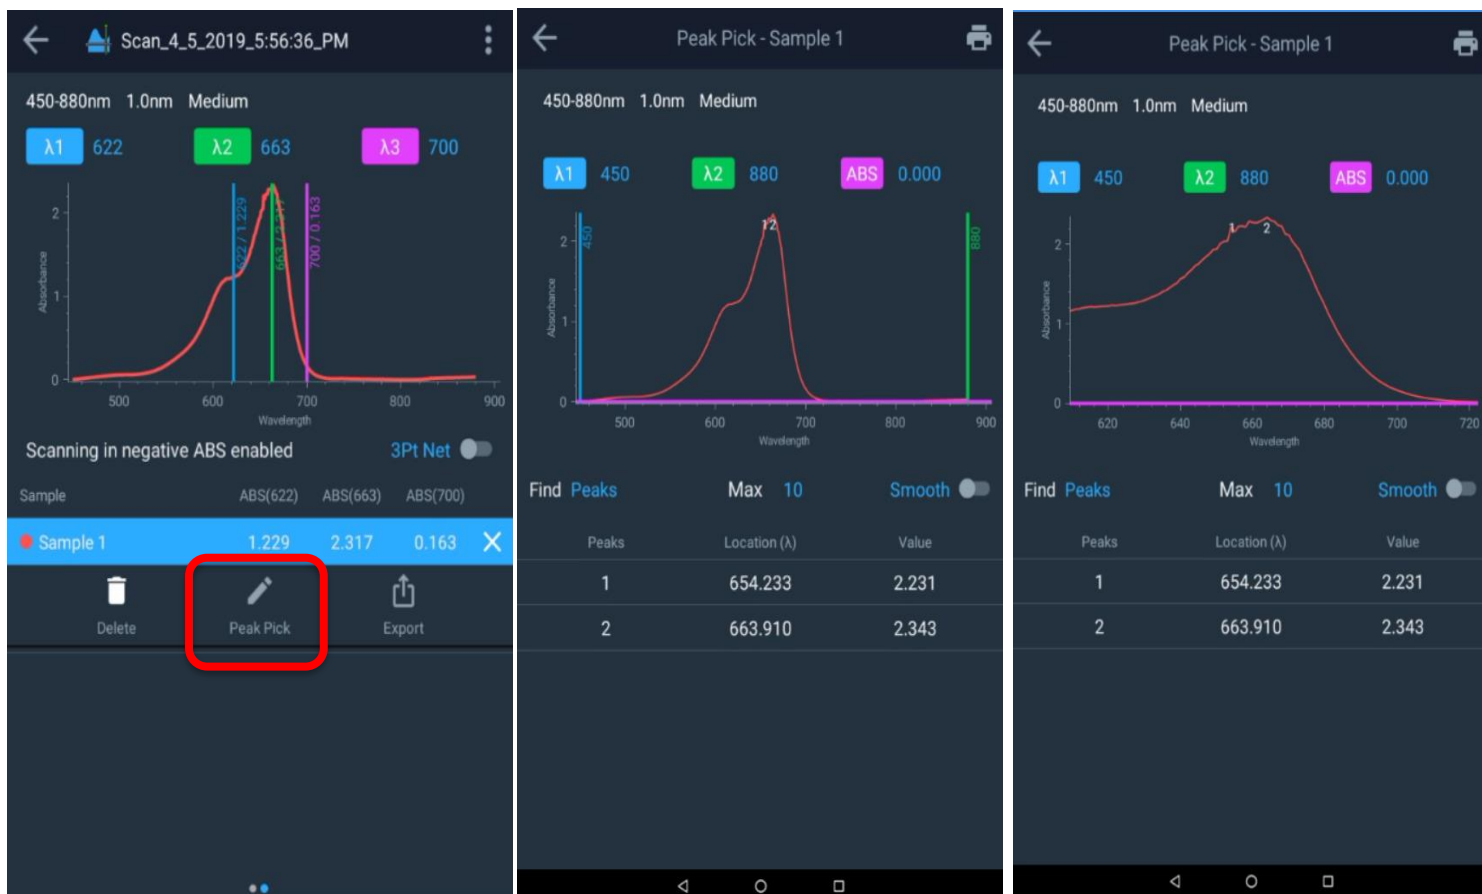 Scan_4_5_2019_5:56:36_PM
450-880nm 1.0nm Medium
λ1 622 λ2 663 λ3 700
2
1
0
Absorbance
622 / 1.229
663 / 2.317
700 / 0.163
500 600 700 800 900
Wavelength
Scanning in negative ABS enabled 3Pt Net
Sample ABS(622) ABS(663) ABS(700)
Sample 1 1.229 2.317 0.163
Delete Peak Pick Export
Peak Pick - Sample 1
450-880nm 1.0nm Medium
λ1 450 λ2 880 ABS 0.000
2
1
0
Absorbance
450
1 2
880
500 600 700 800 900
Wavelength
Find Peaks Max 10 Smooth
Peaks Location (λ) Value
1 654.233 2.231
2 663.910 2.343
Peak Pick - Sample 1
450-880nm 1.0nm Medium
λ1 450 λ2 880 ABS 0.000
2
1
0
Absorbance
1 2
620 640 660 680 700 720
Wavelength
Find Peaks Max 10 Smooth
Peaks Location (λ) Value
1 654.233 2.231
2 663.910 2.343